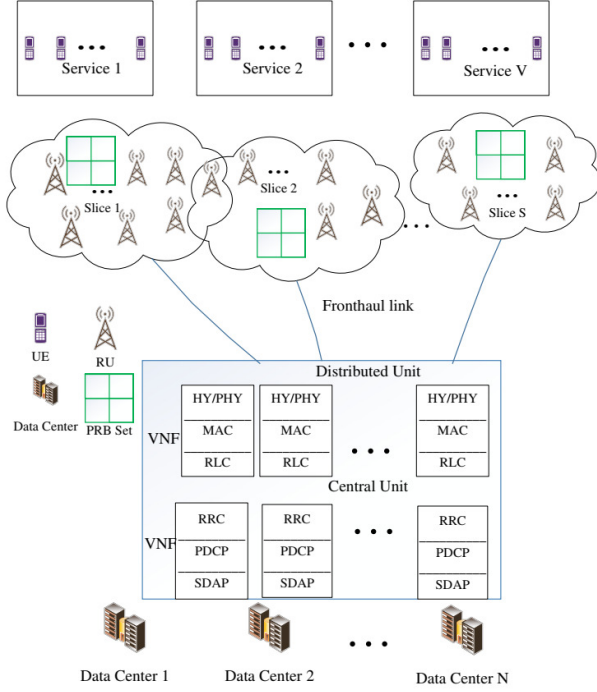 Service 1
Service 2
Service V
Slice 1
Slice 2
Slice S
Fronthaul link
UE
RU
Data Center
PRB Set
Distributed Unit
VNF
HY/PHY
MAC
RLC
HY/PHY
MAC
RLC
HY/PHY
MAC
RLC
Central Unit
VNF
RRC
PDCP
SDAP
RRC
PDCP
SDAP
RRC
PDCP
SDAP
Data Center 1
Data Center 2
Data Center N